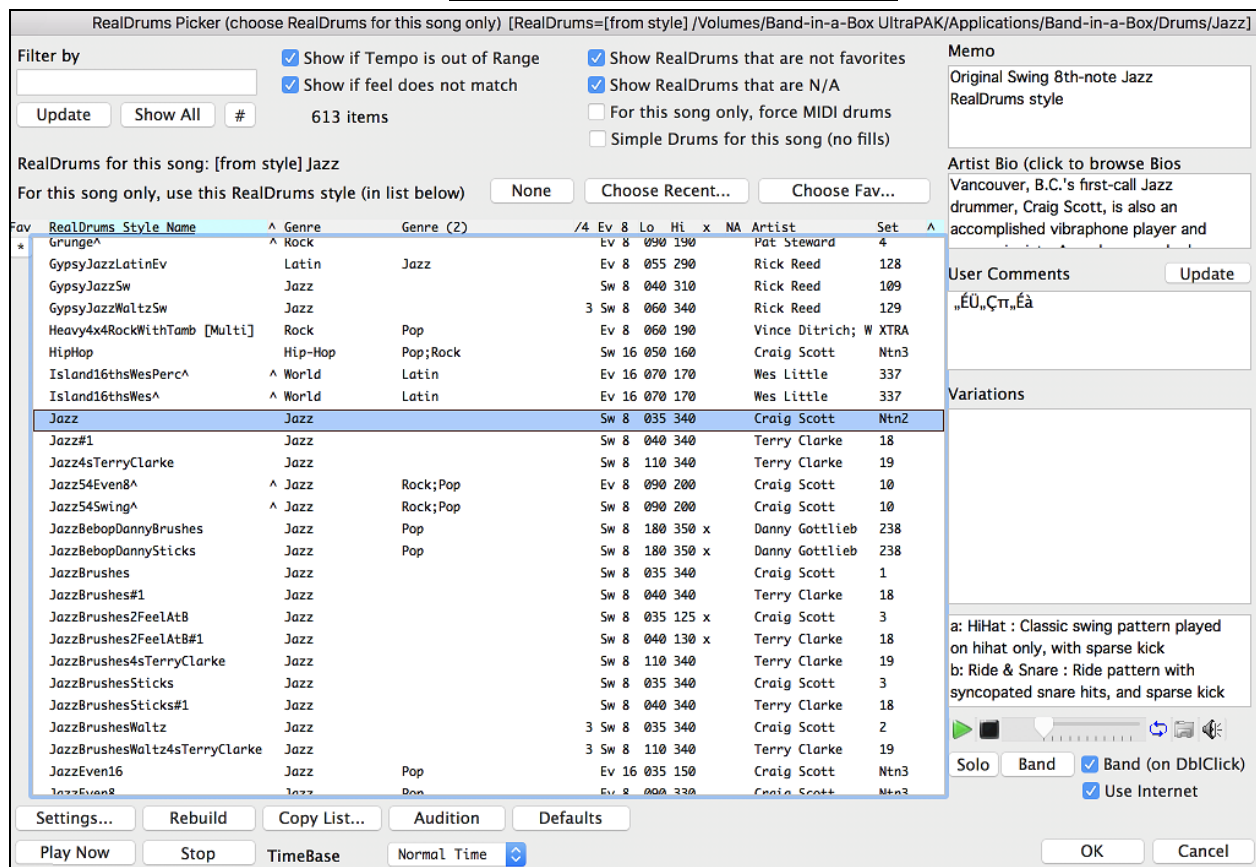 RealDrums Picker (choose RealDrums for this song only) [RealDrums=[from style] /Volumes/Band-in-a-Box UltraPAK/Applications/Band-in-a-Box/Drums/Jazz]
Filter by
Show if Tempo is out of Range
Show RealDrums that are not favorites
Show if feel does not match
Show RealDrums that are N/A
Update Show All # 613 items
For this song only, force MIDI drums
Simple Drums for this song (no fills)
RealDrums for this song: [from style] Jazz
For this song only, use this RealDrums style (in list below) None Choose Recent... Choose Fav...
Fav RealDrums Style Name ^ Genre Genre (2) /4 Ev 8 Lo Hi x NA Artist Set ^
* Grunge^ ^ Rock Ev 8 090 190 Pat Steward 4
GypsyJazzLatinEv Latin Jazz Ev 8 055 290 Rick Reed 128
GypsyJazzSw Jazz Sw 8 040 310 Rick Reed 109
GypsyJazzWaltzSw Jazz 3 Sw 8 060 340 Rick Reed 129
Heavy4x4RockWithTamb [Multi] Rock Pop Ev 8 060 190 Vince Ditrich; W XTRA
HipHop Hip-Hop Pop;Rock Sw 16 050 160 Craig Scott Ntn3
Island16thsWesPerc^ ^ World Latin Ev 16 070 170 Wes Little 337
Island16thsWes^ ^ World Latin Ev 16 070 170 Wes Little 337
Jazz Jazz Sw 8 035 340 Craig Scott Ntn2
Jazz#1 Jazz Sw 8 040 340 Terry Clarke 18
Jazz4sTerryClarke Jazz Sw 8 110 340 Terry Clarke 19
Jazz54Even8^ ^ Jazz Rock;Pop Ev 8 090 200 Craig Scott 10
Jazz54Swing^ ^ Jazz Rock;Pop Sw 8 090 200 Craig Scott 10
JazzBebopDannyBrushes Jazz Pop Sw 8 180 350 x Danny Gottlieb 238
JazzBebopDannySticks Jazz Pop Sw 8 180 350 x Danny Gottlieb 238
JazzBrushes Jazz Sw 8 035 340 Craig Scott 1
JazzBrushes#1 Jazz Sw 8 040 340 Terry Clarke 18
JazzBrushes2FeelAtB Jazz Sw 8 035 125 x Craig Scott 3
JazzBrushes2FeelAtB#1 Jazz Sw 8 040 130 x Terry Clarke 18
JazzBrushes4sTerryClarke Jazz Sw 8 110 340 Terry Clarke 19
JazzBrushesSticks Jazz Sw 8 035 340 Craig Scott 3
JazzBrushesSticks#1 Jazz Sw 8 040 340 Terry Clarke 18
JazzBrushesWaltz Jazz 3 Sw 8 035 340 Craig Scott 2
JazzBrushesWaltz4sTerryClarke Jazz 3 Sw 8 110 340 Terry Clarke 19
JazzEven16 Jazz Pop Ev 16 035 150 Craig Scott Ntn3
JazzEven8 Jazz Pop Ev 8 090 330 Craig Scott Ntn3
Memo
Original Swing 8th-note Jazz
RealDrums style
Artist Bio (click to browse Bios
Vancouver, B.C.'s first-call Jazz
drummer, Craig Scott, is also an
accomplished vibraphone player and
User Comments Update
„ÉÜ„Çπ„Éà
Variations
a: HiHat : Classic swing pattern played
on hihat only, with sparse kick
b: Ride & Snare : Ride pattern with
syncopated snare hits, and sparse kick
Solo Band Band (on DblClick)
Use Internet
Settings... Rebuild Copy List... Audition Defaults
Play Now Stop TimeBase Normal Time OK Cancel